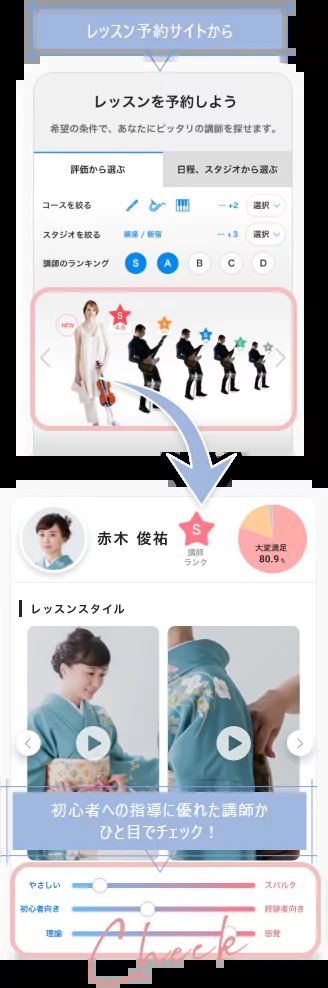 レッスン予約サイトから
レッスンを予約しよう
希望の条件で、あなたにピッタリの講師を探せます。
評価から選ぶ
日程、スタジオから選ぶ
コースを絞る
… +2
選択
スタジオを絞る
銀座 / 新宿
… +3
選択
講師のランキング
S
A
B
C
D
NEW
S
4.8
A
B
赤木 俊祐
S
講師
ランク
大変満足
80.9 %
レッスンスタイル
初心者への指導に優れた講師か
ひと目でチェック！
やさしい
スパルタ
初心者向き
経験者向き
理論
感覚
Check